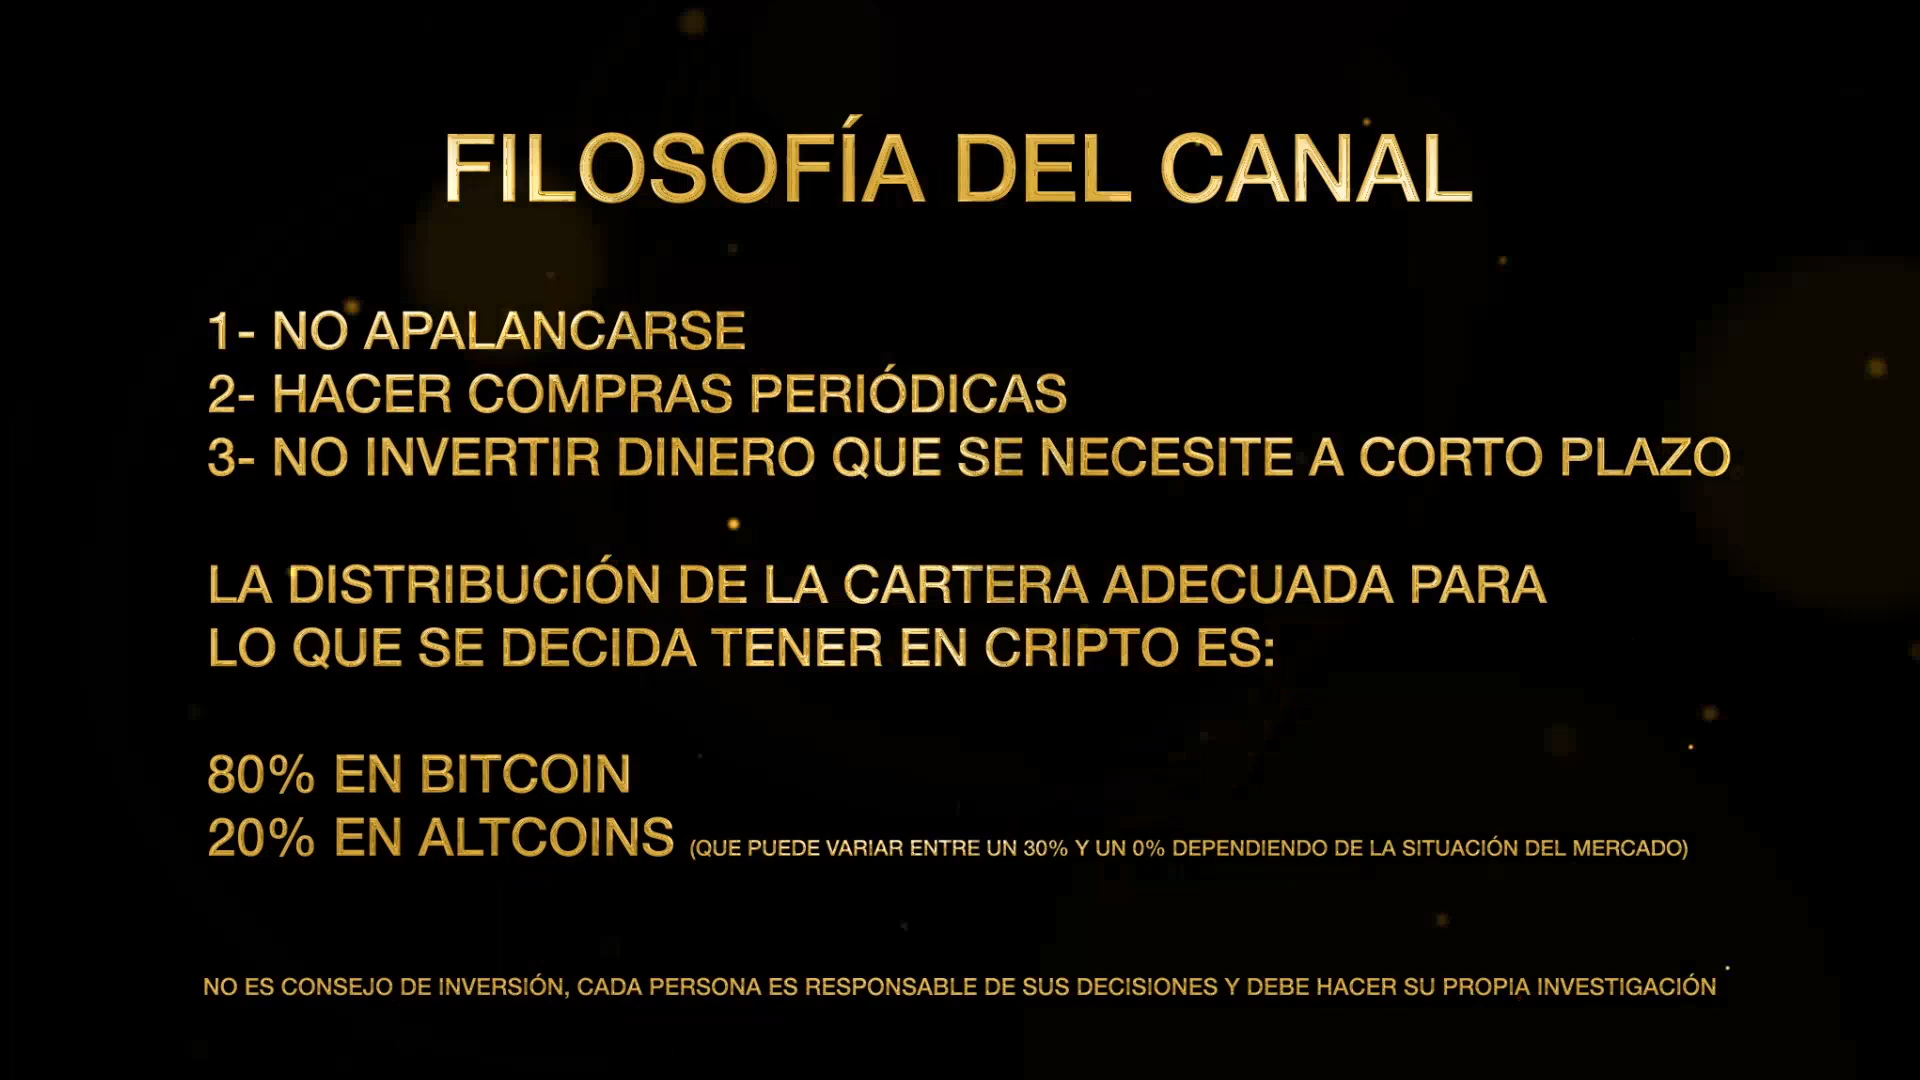 FILOSOFÍA DEL CANAL
1- NO APALANCARSE
2- HACER COMPRAS PERIÓDICAS
3- NO INVERTIR DINERO QUE SE NECESITE A CORTO PLAZO
LA DISTRIBUCIÓN DE LA CARTERA ADECUADA PARA
LO QUE SE DECIDA TENER EN CRIPTO ES:
80% EN BITCOIN
20% EN ALTCOINS (QUE PUEDE VARIAR ENTRE UN 30% Y UN 0% DEPENDIENDO DE LA SITUACIÓN DEL MERCADO)
NO ES CONSEJO DE INVERSIÓN, CADA PERSONA ES RESPONSABLE DE SUS DECISIONES Y DEBE HACER SU PROPIA INVESTIGACIÓN